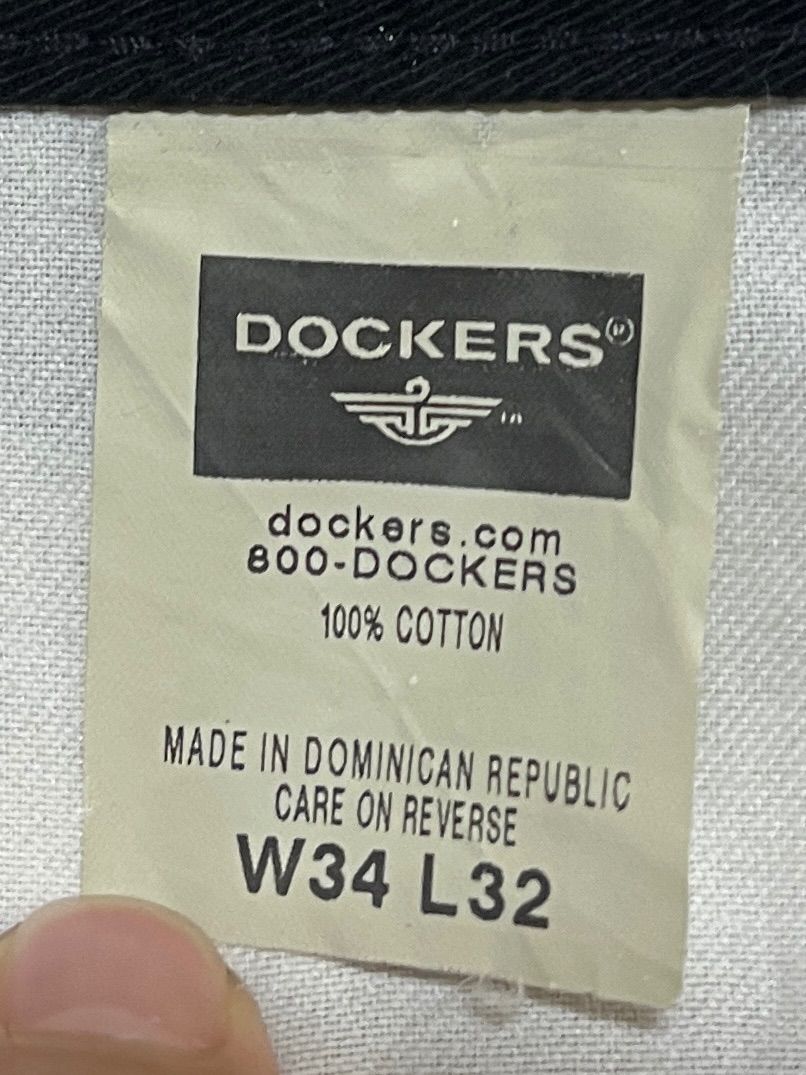 DOCKERS®
dockers.com
800-DOCKERS
100% COTTON
MADE IN DOMINICAN REPUBLIC
CARE ON REVERSE
W34 L32